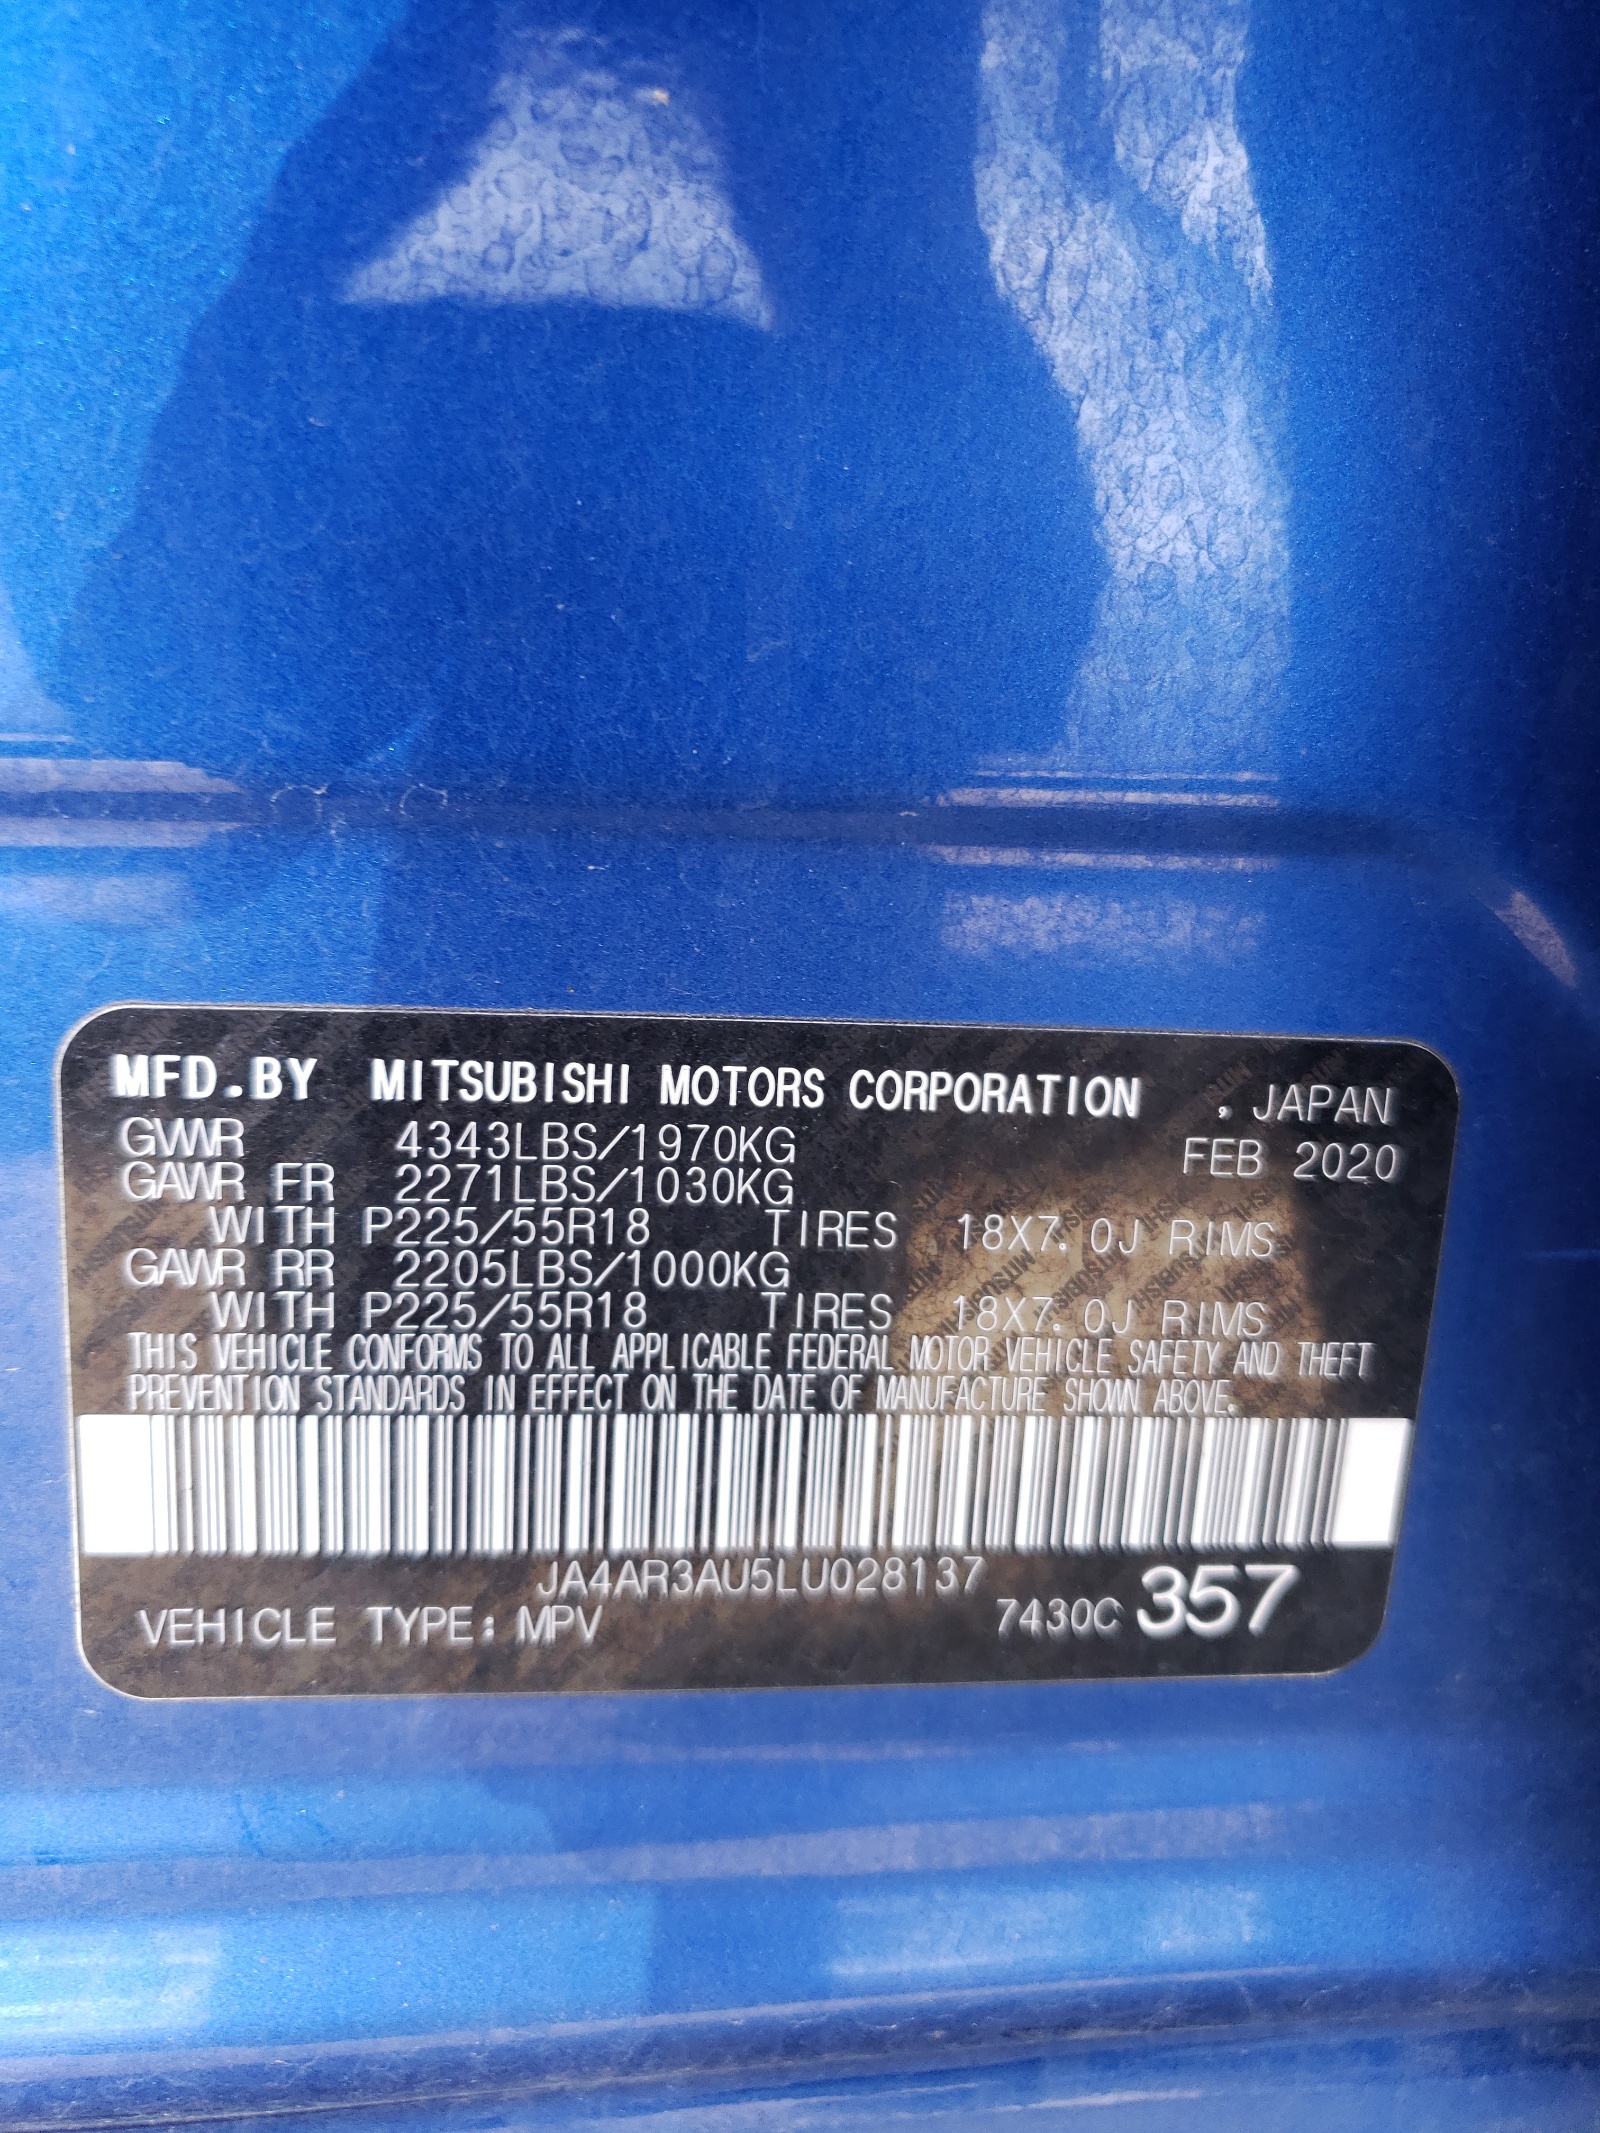 MFD.BY MITSUBISHI MOTORS CORPORATION , JAPAN
GVWR 4343LBS/1970KG FEB 2020
GAWR FR 2271LBS/1030KG
WITH P225/55R18 TIRES 18X7.0J RIMS
GAWR RR 2205LBS/1000KG
WITH P225/55R18 TIRES 18X7.0J RIMS
THIS VEHICLE CONFORMS TO ALL APPLICABLE FEDERAL MOTOR VEHICLE SAFETY AND THEFT
PREVENTION STANDARDS IN EFFECT ON THE DATE OF MANUFACTURE SHOWN ABOVE.
JA4AR3AU5LU028137
VEHICLE TYPE: MPV 7430C 357